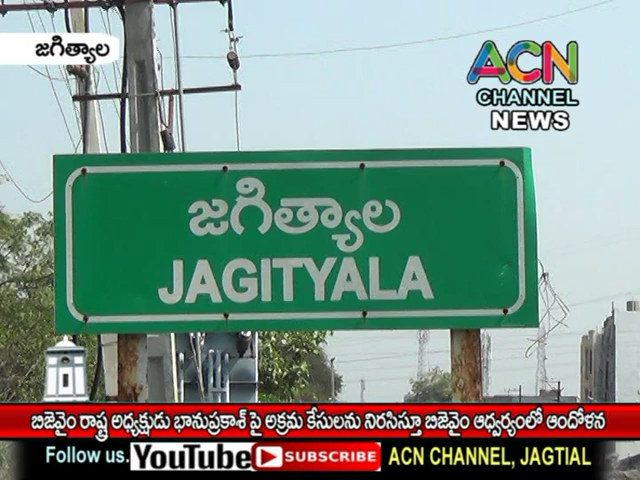 జగిత్యాల
ACN
CHANNEL
NEWS
జగిత్యాల
JAGITYALA
బిజెవైం రాష్ట్ర అధ్యక్షుడు భానుప్రకాశ్ పై అక్రమ కేసులను నిరసిస్తూ బిజెవైం ఆధ్వర్యంలో ఆందోళన
Follow us. YouTube SUBSCRIBE ACN CHANNEL, JAGTIAL